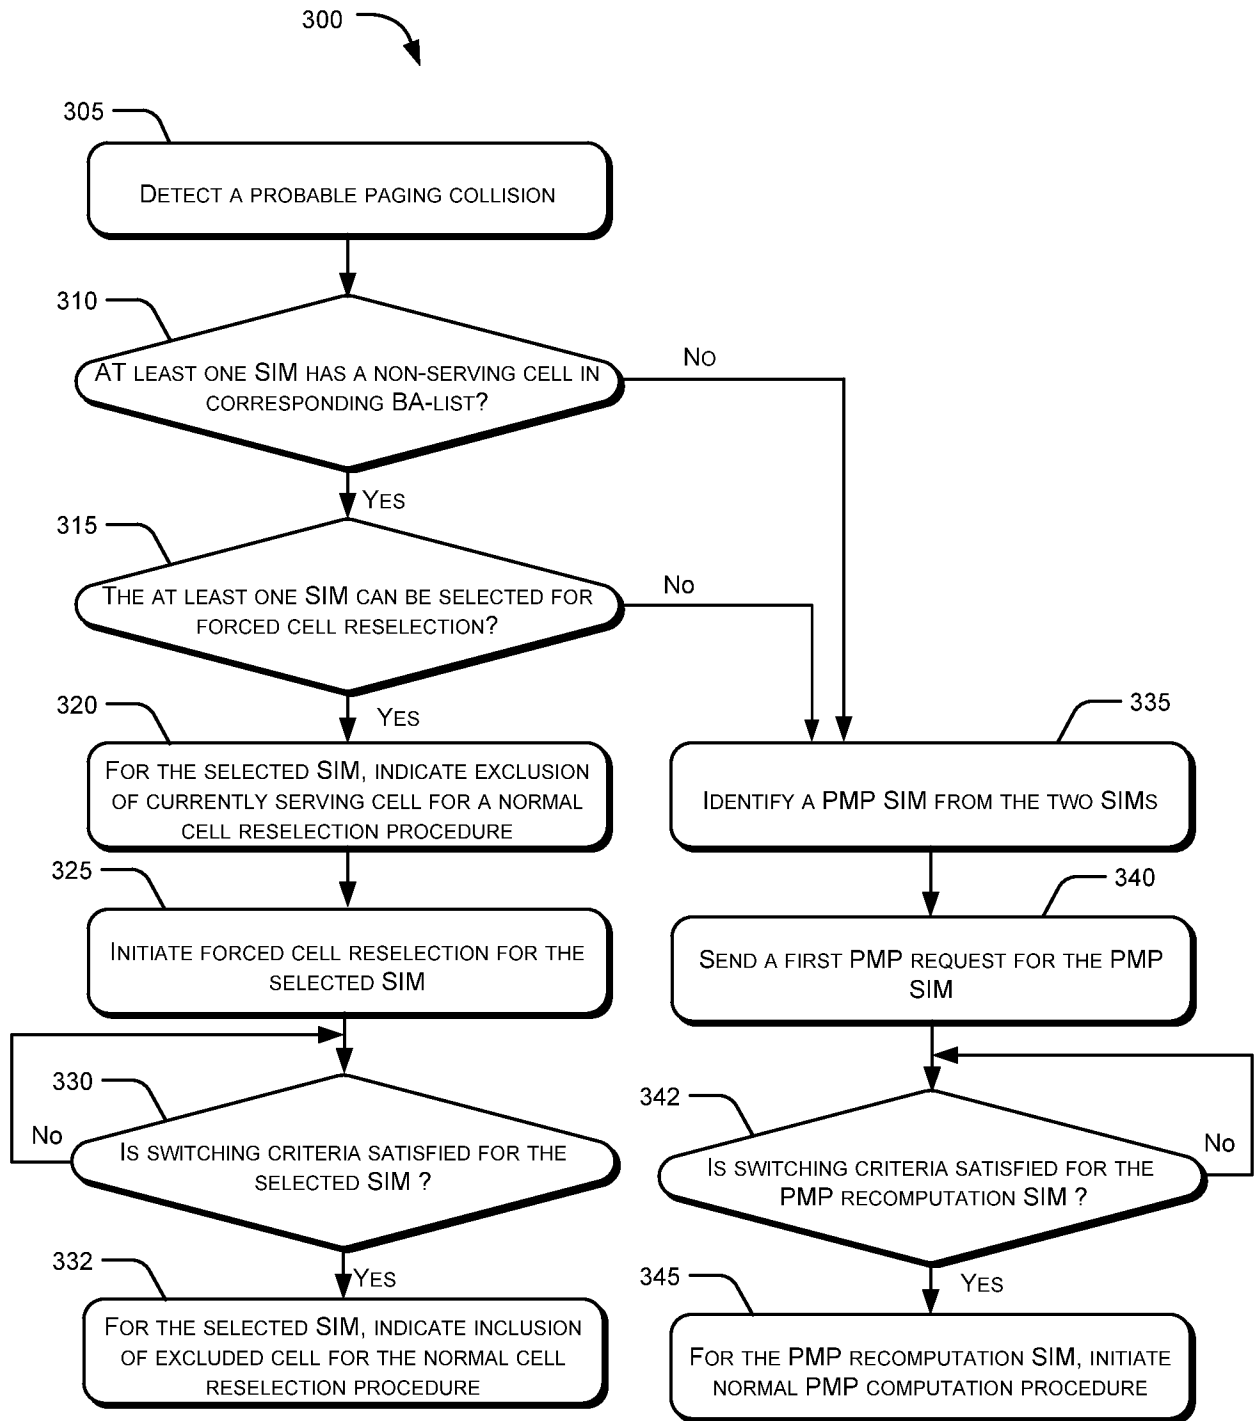 300
305
DETECT A PROBABLE PAGING COLLISION
310
AT LEAST ONE SIM HAS A NON-SERVING CELL IN
CORRESPONDING BA-LIST?
NO
YES
315
THE AT LEAST ONE SIM CAN BE SELECTED FOR
FORCED CELL RESELECTION?
No
YES
320
FOR THE SELECTED SIM, INDICATE EXCLUSION
OF CURRENTLY SERVING CELL FOR A NORMAL
CELL RESELECTION PROCEDURE
325
INITIATE FORCED CELL RESELECTION FOR THE
SELECTED SIM
330
No
IS SWITCHING CRITERIA SATISFIED FOR THE
SELECTED SIM ?
YES
332
FOR THE SELECTED SIM, INDICATE INCLUSION
OF EXCLUDED CELL FOR THE NORMAL CELL
RESELECTION PROCEDURE
335
IDENTIFY A PMP SIM FROM THE TWO SIMS
340
SEND A FIRST PMP REQUEST FOR THE PMP
SIM
342
No
IS SWITCHING CRITERIA SATISFIED FOR THE
PMP RECOMPUTATION SIM ?
YES
345
FOR THE PMP RECOMPUTATION SIM, INITIATE
NORMAL PMP COMPUTATION PROCEDURE